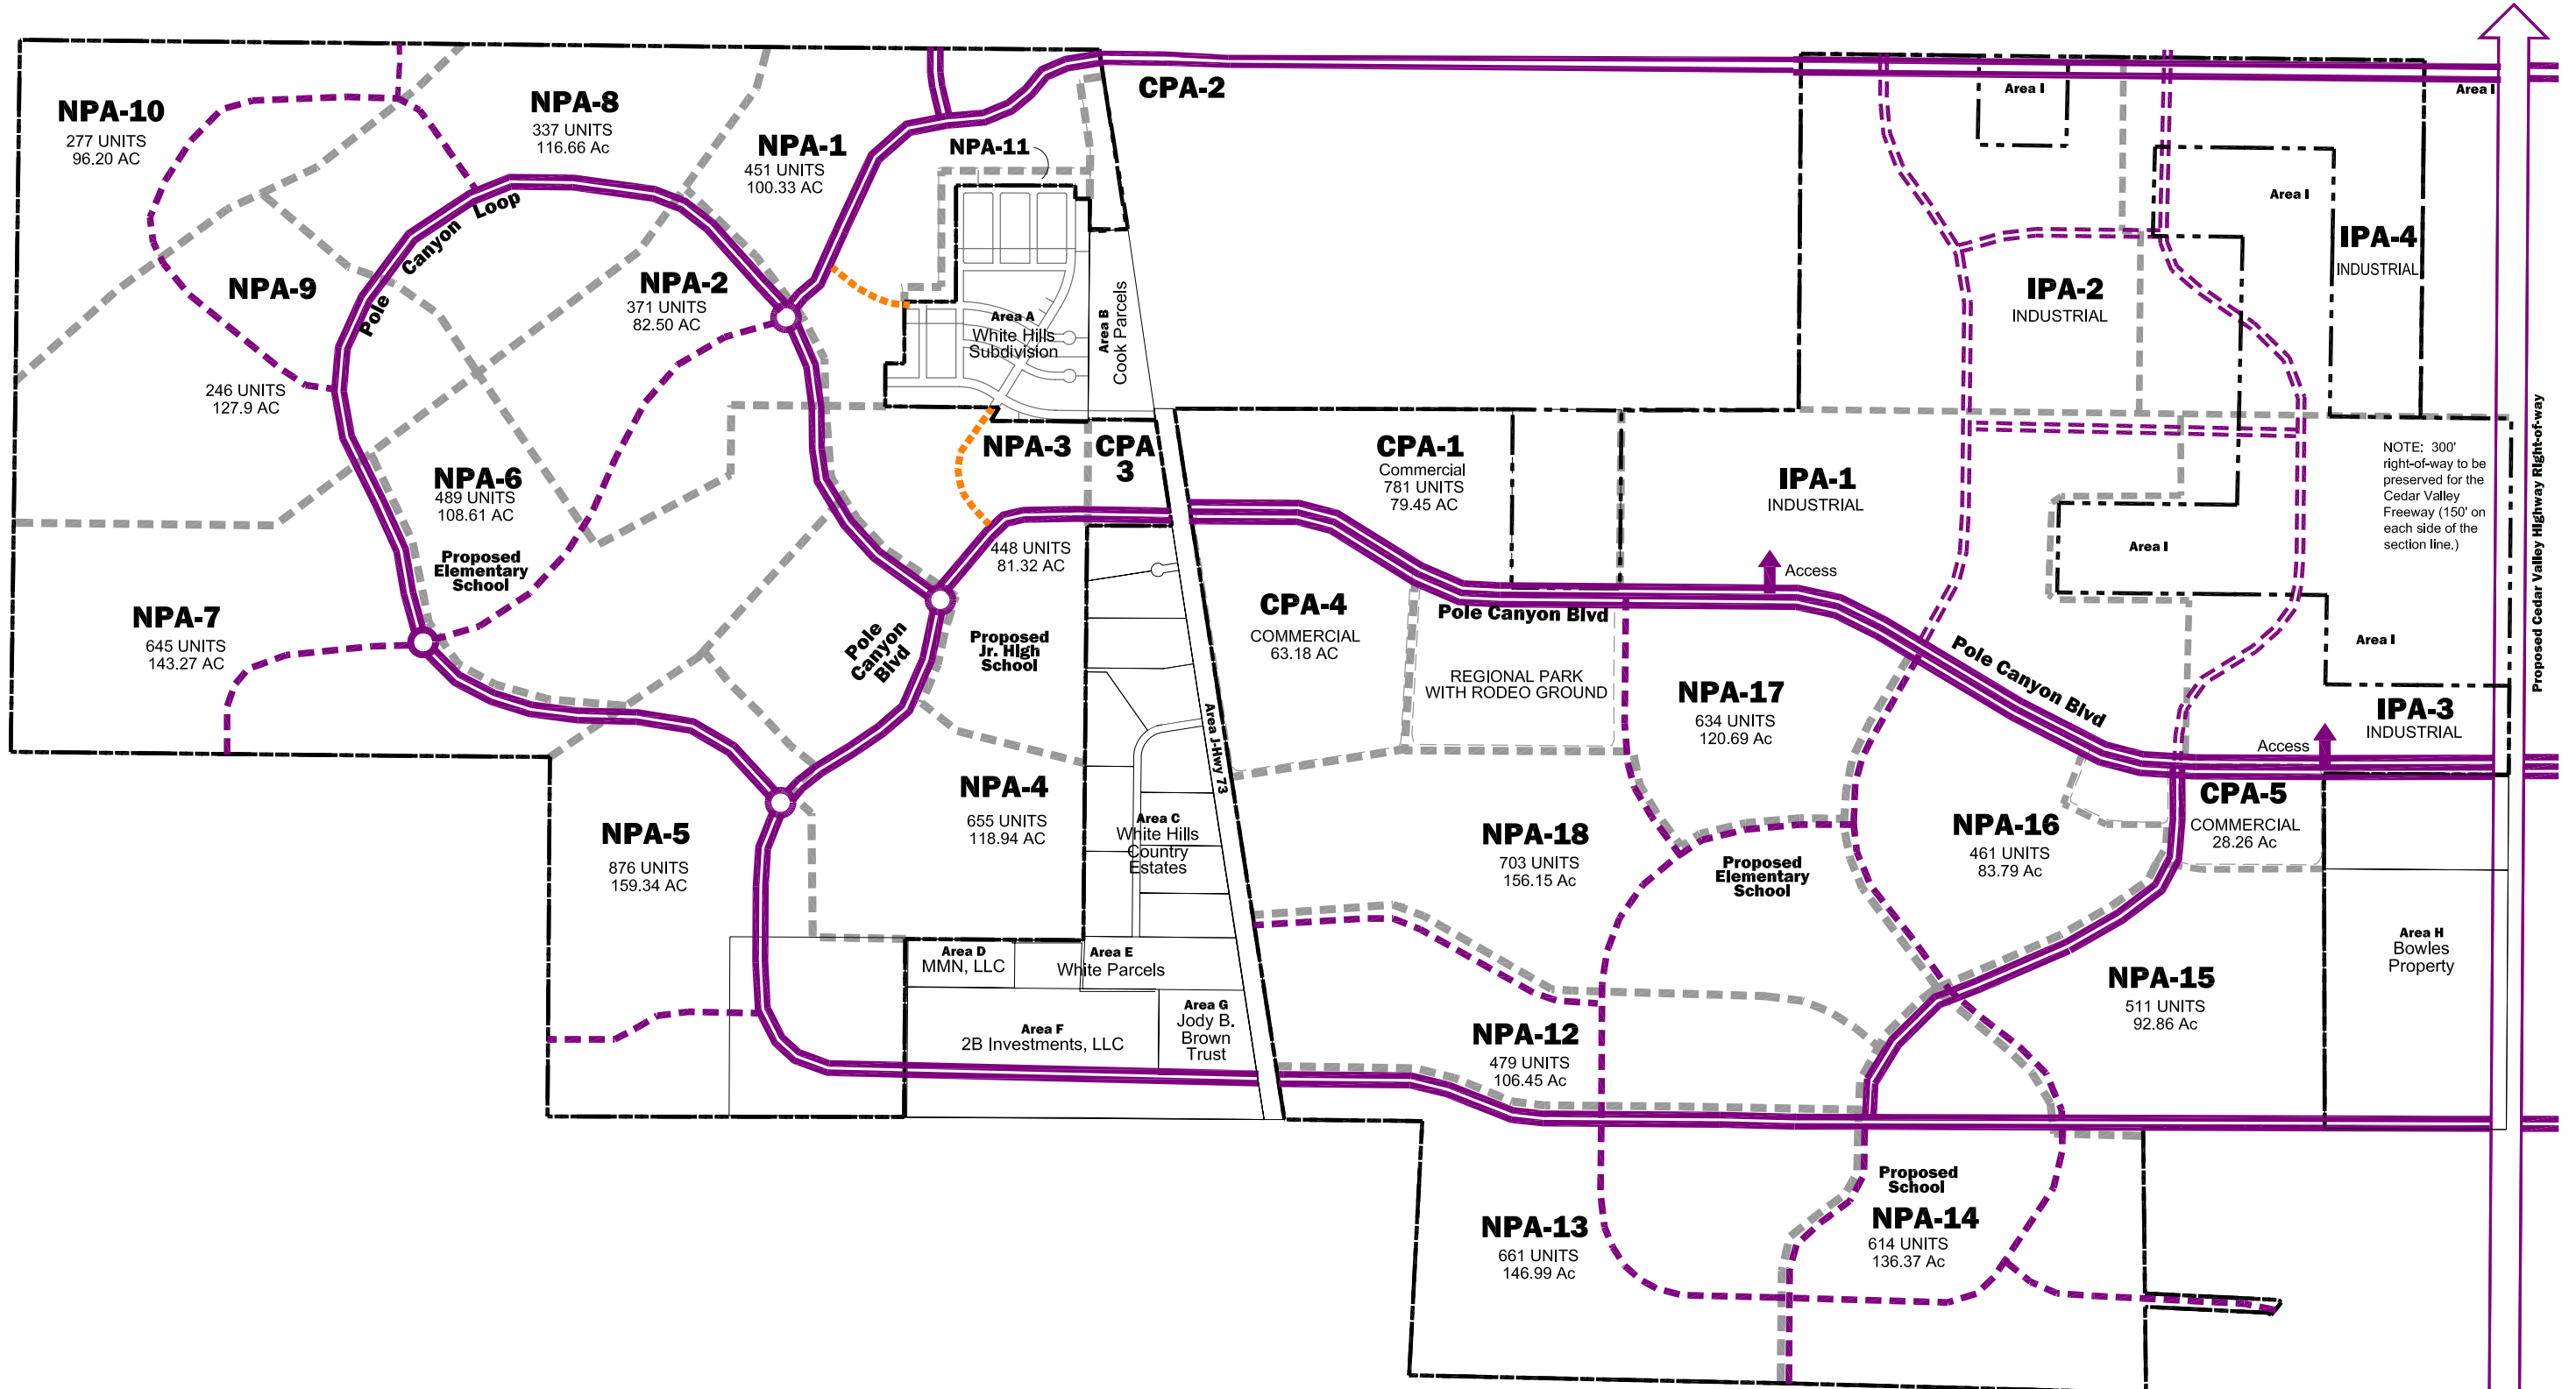 NPA-10
277 UNITS
96.20 AC
NPA-8
337 UNITS
116.66 Ac
NPA-1
451 UNITS
100.33 AC
NPA-11
CPA-2
Area I
Area I
Area I
IPA-4
INDUSTRIAL
IPA-2
INDUSTRIAL
NPA-9
246 UNITS
127.9 AC
Pole
Canyon
Loop
NPA-2
371 UNITS
82.50 AC
Area A
White Hills
Subdivision
Area B
Cook Parcels
NPA-3
448 UNITS
81.32 AC
CPA
3
CPA-1
Commercial
781 UNITS
79.45 AC
IPA-1
INDUSTRIAL
NOTE: 300'
right-of-way to be
preserved for the
Cedar Valley
Freeway (150' on
each side of the
section line.)
Proposed Cedar Valley Highway Right-of-way
NPA-6
489 UNITS
108.61 AC
Proposed
Elementary
School
Area I
Access
NPA-7
645 UNITS
143.27 AC
Pole
Canyon
Blvd
Proposed
Jr. High
School
CPA-4
COMMERCIAL
63.18 AC
Pole Canyon Blvd
REGIONAL PARK
WITH RODEO GROUND
NPA-17
634 UNITS
120.69 Ac
Pole Canyon Blvd
Area I
IPA-3
INDUSTRIAL
Access
Area J-Hwy 73
NPA-5
876 UNITS
159.34 AC
NPA-4
655 UNITS
118.94 AC
Area C
White Hills
Country
Estates
NPA-18
703 UNITS
156.15 Ac
Proposed
Elementary
School
NPA-16
461 UNITS
83.79 Ac
CPA-5
COMMERCIAL
28.26 Ac
Area D
MMN, LLC
Area E
White Parcels
Area F
2B Investments, LLC
Area G
Jody B.
Brown
Trust
NPA-12
479 UNITS
106.45 Ac
NPA-15
511 UNITS
92.86 Ac
Area H
Bowles
Property
NPA-13
661 UNITS
146.99 Ac
Proposed
School
NPA-14
614 UNITS
136.37 Ac